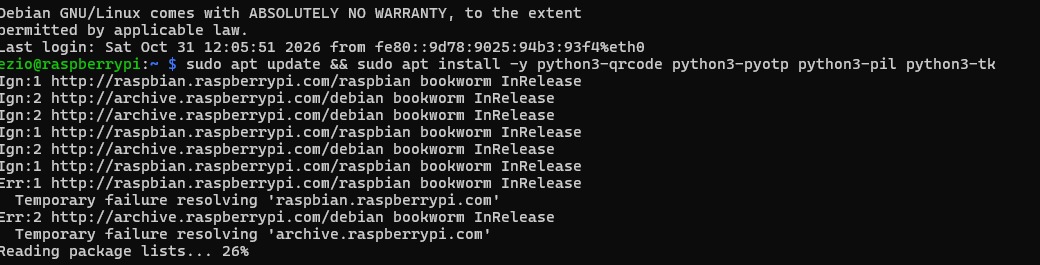 Debian GNU/Linux comes with ABSOLUTELY NO WARRANTY, to the extent
permitted by applicable law.
Last login: Sat Oct 31 12:05:51 2026 from fe80::9d78:9025:94b3:93f4%eth0
ezio@raspberrypi:~ $ sudo apt update && sudo apt install -y python3-qrcode python3-pyotp python3-pil python3-tk
Ign:1 http://raspbian.raspberrypi.com/raspbian bookworm InRelease
Ign:2 http://archive.raspberrypi.com/debian bookworm InRelease
Ign:2 http://archive.raspberrypi.com/debian bookworm InRelease
Ign:1 http://raspbian.raspberrypi.com/raspbian bookworm InRelease
Ign:2 http://archive.raspberrypi.com/debian bookworm InRelease
Ign:1 http://raspbian.raspberrypi.com/raspbian bookworm InRelease
Err:1 http://raspbian.raspberrypi.com/raspbian bookworm InRelease
  Temporary failure resolving 'raspbian.raspberrypi.com'
Err:2 http://archive.raspberrypi.com/debian bookworm InRelease
  Temporary failure resolving 'archive.raspberrypi.com'
Reading package lists... 26%